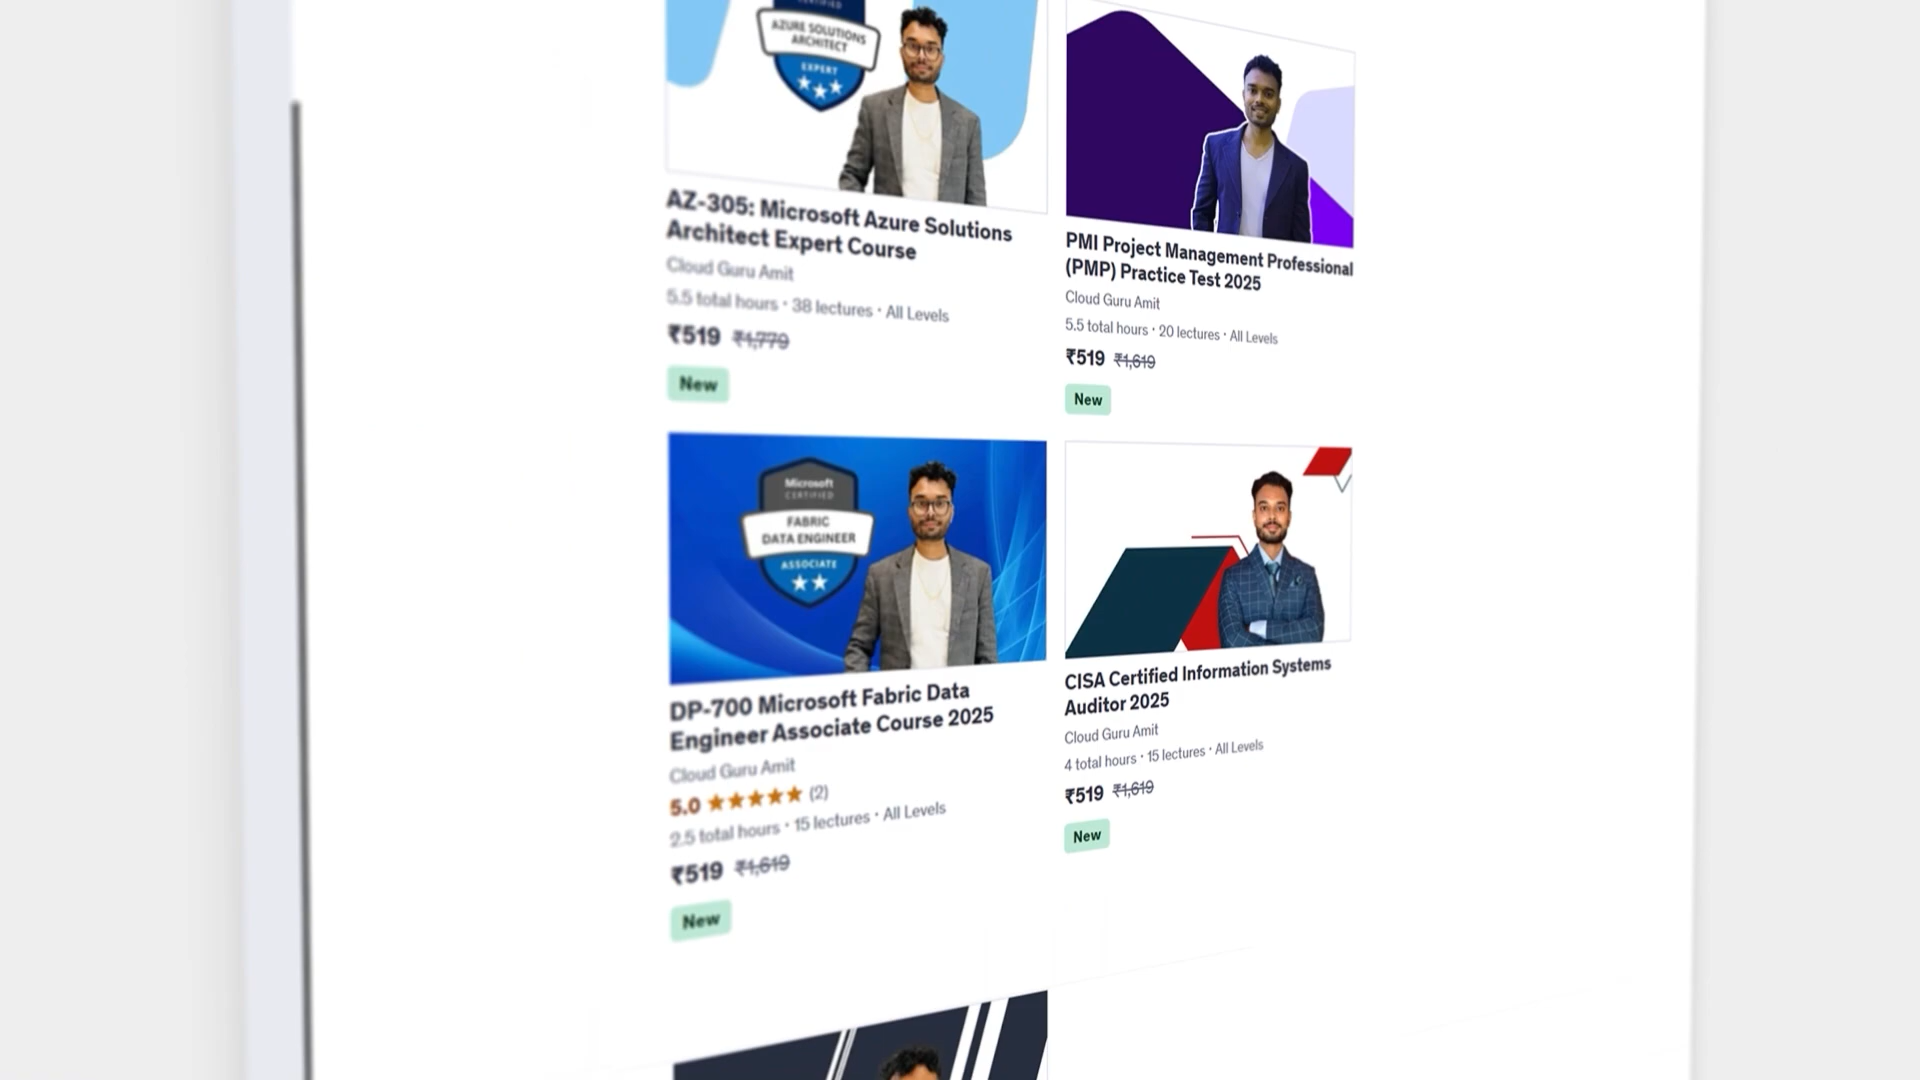 CERTIFIED
AZURE SOLUTIONS
ARCHITECT
EXPERT
AZ-305: Microsoft Azure Solutions
Architect Expert Course
Cloud Guru Amit
5.5 total hours • 38 lectures • All Levels
₹519 ₹1,779
New
PMI Project Management Professional
(PMP) Practice Test 2025
Cloud Guru Amit
5.5 total hours • 20 lectures • All Levels
₹519 ₹1,619
New
Microsoft
CERTIFIED
FABRIC
DATA ENGINEER
ASSOCIATE
DP-700 Microsoft Fabric Data
Engineer Associate Course 2025
Cloud Guru Amit
5.0 ★★★★★ (2)
2.5 total hours • 15 lectures • All Levels
₹519 ₹1,619
New
CISA Certified Information Systems
Auditor 2025
Cloud Guru Amit
4 total hours • 15 lectures • All Levels
₹519 ₹1,619
New